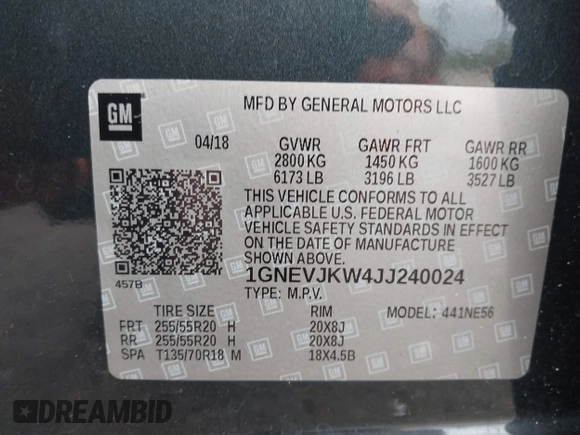 GM
MFD BY GENERAL MOTORS LLC
04/18 GVWR GAWR FRT GAWR RR
2800 KG 1450 KG 1600 KG
6173 LB 3196 LB 3527 LB
THIS VEHICLE CONFORMS TO ALL
APPLICABLE U.S. FEDERAL MOTOR
VEHICLE SAFETY STANDARDS IN EFFECT
ON THE DATE OF MANUFACTURE
SHOWN ABOVE.
457B
1GNEVJKW4JJ240024
TYPE: M.P.V.
TIRE SIZE RIM MODEL: 441NE56
FRT 255/55R20 H 20X8J
RR 255/55R20 H 20X8J
SPA T135/70R18 M 18X4.5B
DREAMBID